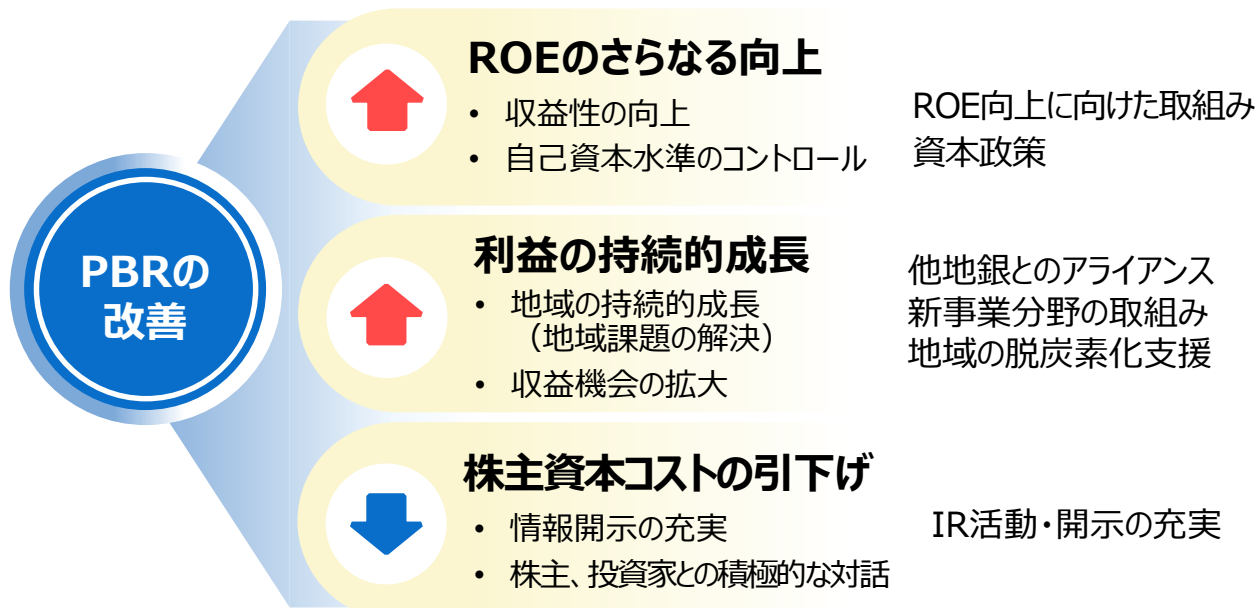 PBRの
改善
ROEのさらなる向上
• 収益性の向上
• 自己資本水準のコントロール
ROE向上に向けた取組み
資本政策
利益の持続的成長
• 地域の持続的成長
（地域課題の解決）
• 収益機会の拡大
他地銀とのアライアンス
新事業分野の取組み
地域の脱炭素化支援
株主資本コストの引下げ
• 情報開示の充実
• 株主、投資家との積極的な対話
IR活動・開示の充実